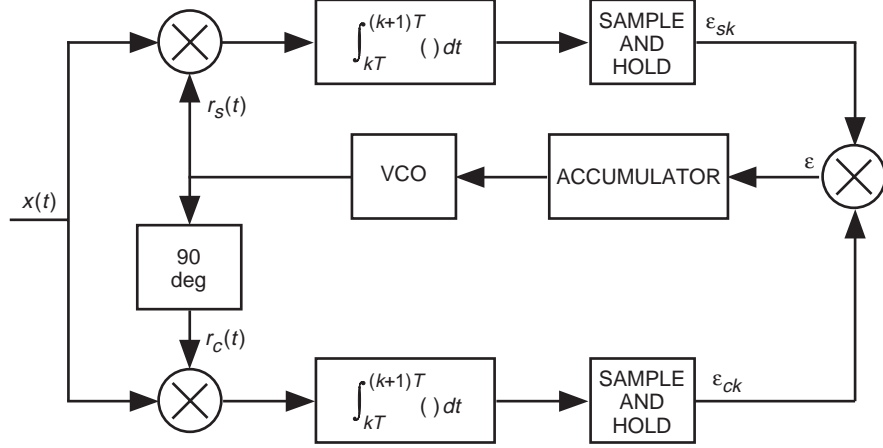 ∫_{kT}^{(k+1)T} ( ) dt
SAMPLE
AND
HOLD
ε_{sk}
r_s(t)
x(t)
VCO
ACCUMULATOR
ε
90
deg
r_c(t)
∫_{kT}^{(k+1)T} ( ) dt
SAMPLE
AND
HOLD
ε_{ck}